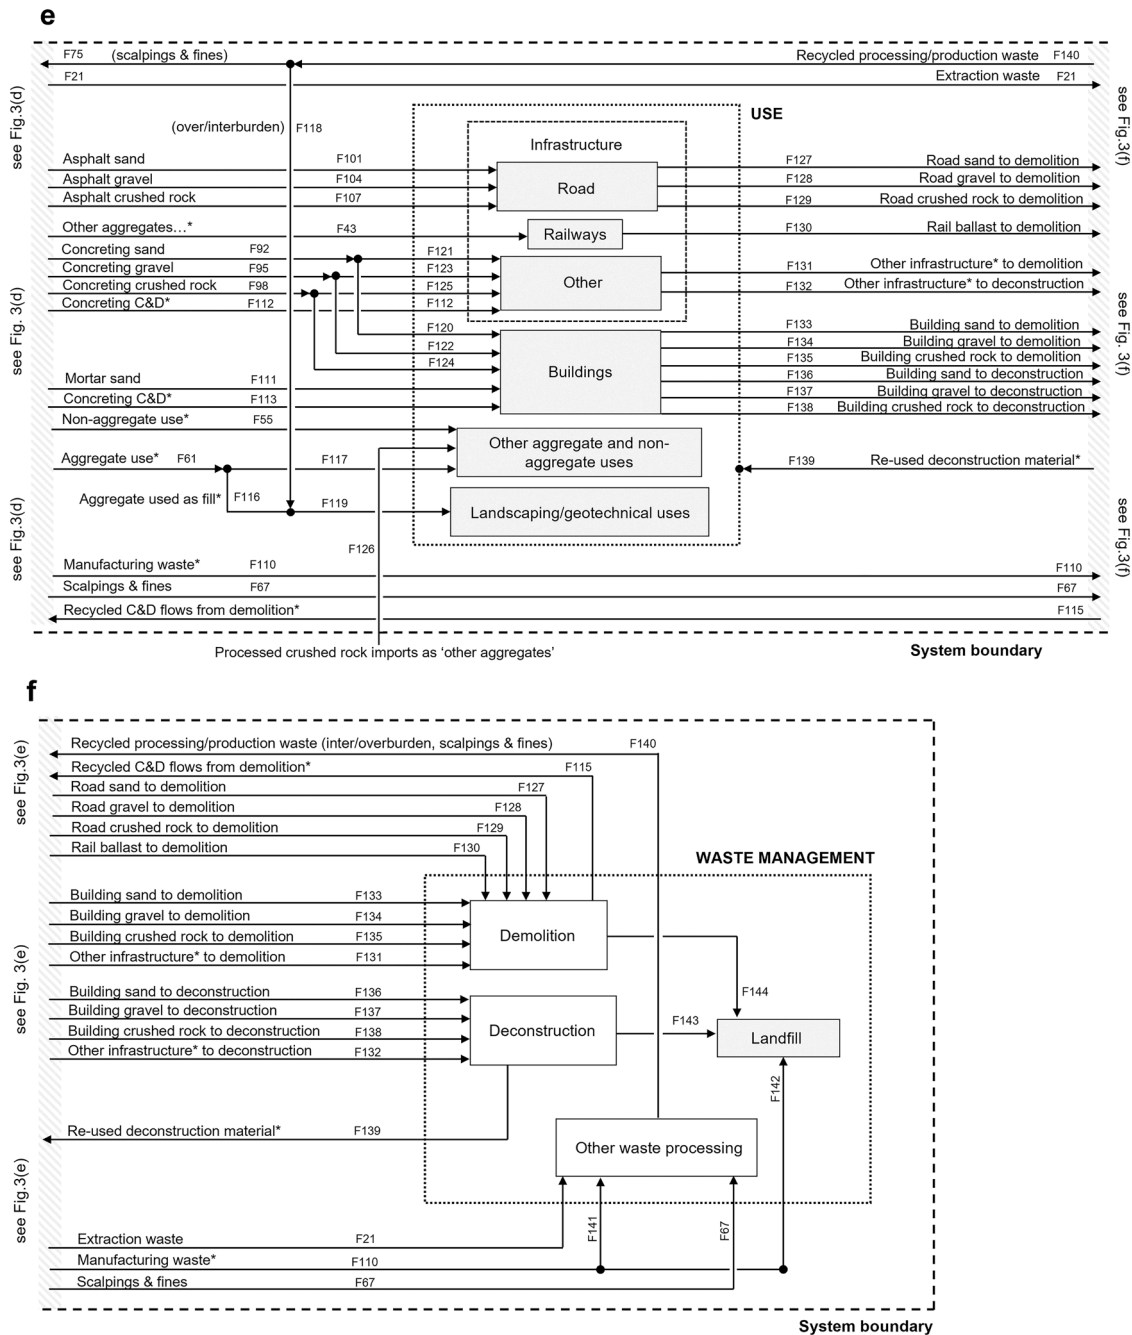 e
F75 (scalpings & fines)
Recycled processing/production waste F140
F21
Extraction waste F21
see Fig.3(d)
see Fig.3(f)
USE
(over/interburden) F118
Infrastructure
Asphalt sand F101
Road
F127 Road sand to demolition
Asphalt gravel F104
F128 Road gravel to demolition
Asphalt crushed rock F107
F129 Road crushed rock to demolition
Other aggregates…* F43
Railways
F130 Rail ballast to demolition
Concreting sand F92 F121
Concreting gravel F95 F123
Concreting crushed rock F98 F125
Concreting C&D* F112 F112
Other
F131 Other infrastructure* to demolition
F132 Other infrastructure* to deconstruction
see Fig. 3(d)
see Fig. 3(f)
F120
F122
F124
Buildings
F133 Building sand to demolition
F134 Building gravel to demolition
F135 Building crushed rock to demolition
F136 Building sand to deconstruction
F137 Building gravel to deconstruction
F138 Building crushed rock to deconstruction
Mortar sand F111
Concreting C&D* F113
Non-aggregate use* F55
Other aggregate and non-
aggregate uses
Aggregate use* F61 F117
F139 Re-used deconstruction material*
Aggregate used as fill* F116 F119
Landscaping/geotechnical uses
see Fig.3(d)
see Fig.3(f)
F126
Manufacturing waste* F110 F110
Scalpings & fines F67 F67
Recycled C&D flows from demolition* F115
Processed crushed rock imports as ‘other aggregates’
System boundary
f
Recycled processing/production waste (inter/overburden, scalpings & fines) F140
Recycled C&D flows from demolition* F115
Road sand to demolition F127
Road gravel to demolition F128
Road crushed rock to demolition F129
Rail ballast to demolition F130
see Fig.3(e)
WASTE MANAGEMENT
Building sand to demolition F133
Building gravel to demolition F134
Building crushed rock to demolition F135
Other infrastructure* to demolition F131
Demolition
see Fig. 3(e)
Building sand to deconstruction F136
Building gravel to deconstruction F137
Building crushed rock to deconstruction F138
Other infrastructure* to deconstruction F132
Deconstruction
F144
F143
Landfill
F142
Re-used deconstruction material* F139
Other waste processing
see Fig.3(e)
F141
F67
Extraction waste F21
Manufacturing waste* F110
Scalpings & fines F67
System boundary